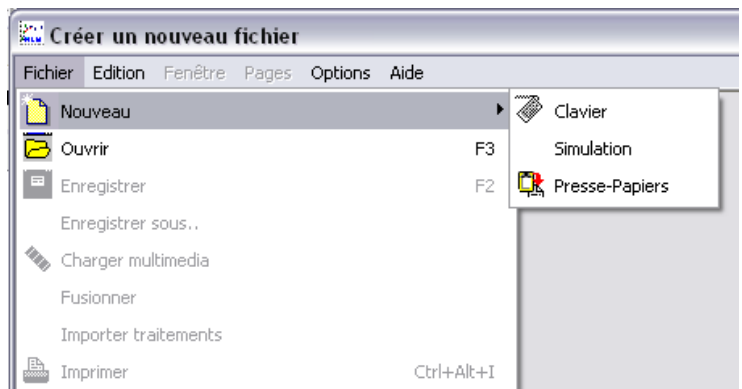 Créer un nouveau fichier
Fichier Edition Fenêtre Pages Options Aide
Nouveau
Clavier
Ouvrir F3
Simulation
Enregistrer F2
Presse-Papiers
Enregistrer sous..
Charger multimedia
Fusionner
Importer traitements
Imprimer Ctrl+Alt+I